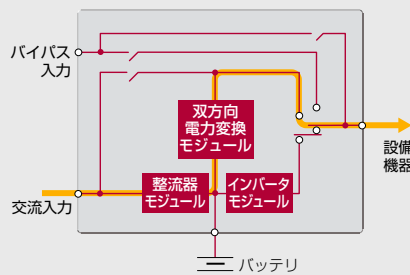 バイパス
入力
双方向
電力変換
モジュール
設備
機器
整流器
モジュール
インバータ
モジュール
交流入力
バッテリ